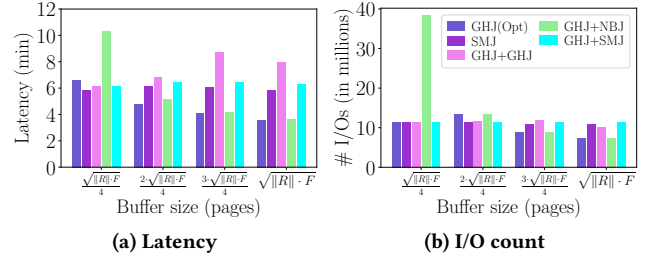 12
10
8
6
4
2
0
Latency (min)
√‖R‖·F/4
2·√‖R‖·F/4
3·√‖R‖·F/4
√‖R‖·F
Buffer size (pages)
(a) Latency
40
30
20
10
0
# I/Os (in millions)
GHJ(Opt)
SMJ
GHJ+GHJ
GHJ+NBJ
GHJ+SMJ
√‖R‖·F/4
2·√‖R‖·F/4
3·√‖R‖·F/4
√‖R‖·F
Buffer size (pages)
(b) I/O count